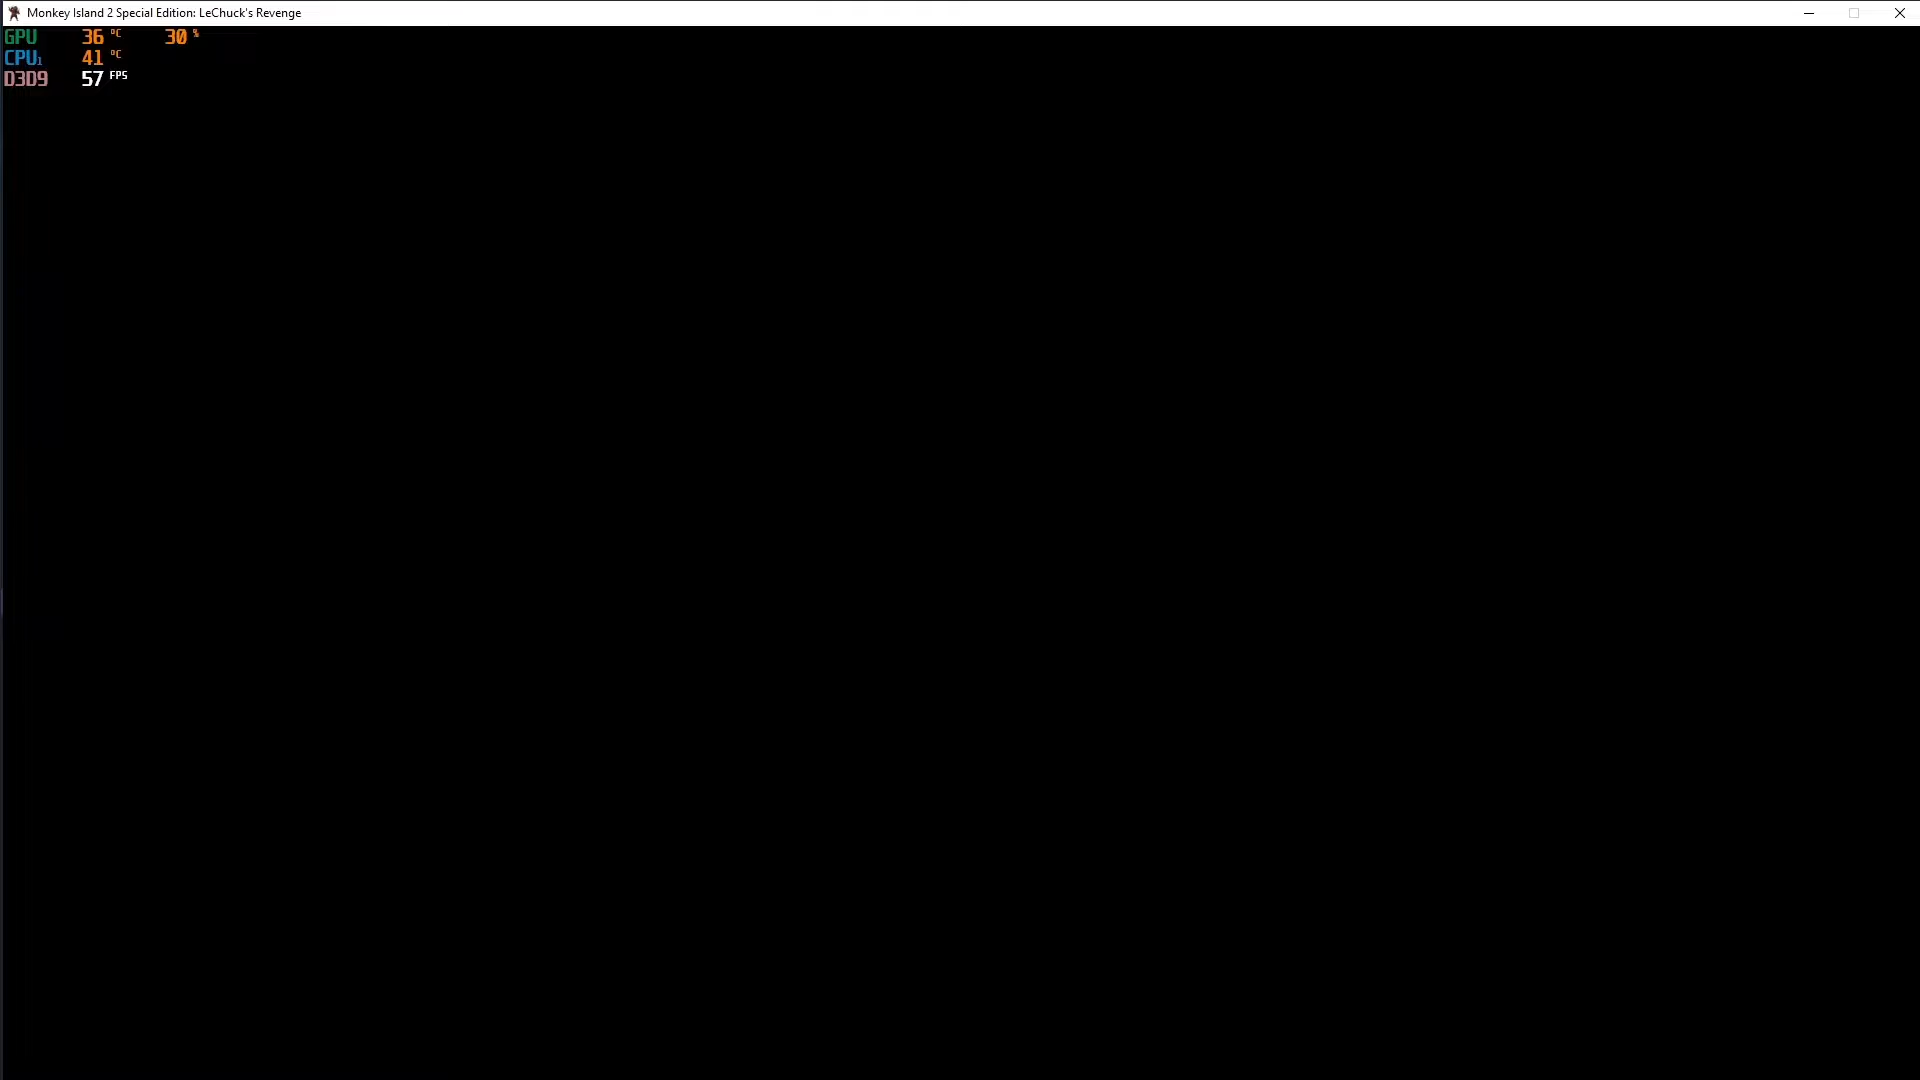 Monkey Island 2 Special Edition: LeChuck's Revenge
GPU 36 °C 30 %
CPU1 41 °C
D3D9 57 FPS